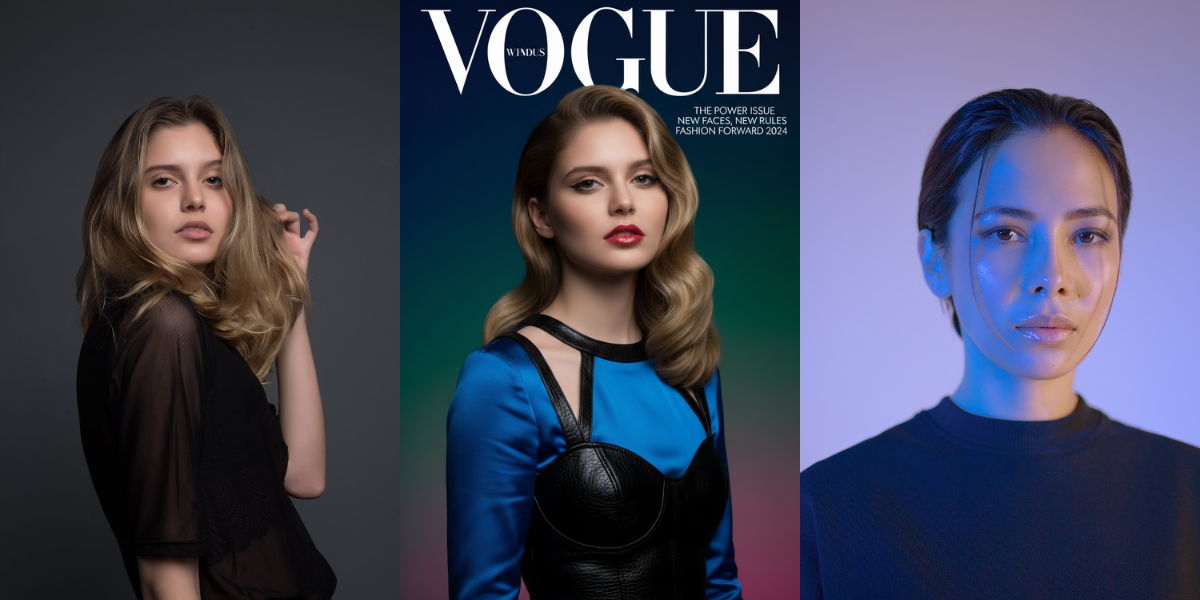 VOGUE
WINDUS
THE POWER ISSUE
NEW FACES, NEW RULES
FASHION FORWARD 2024